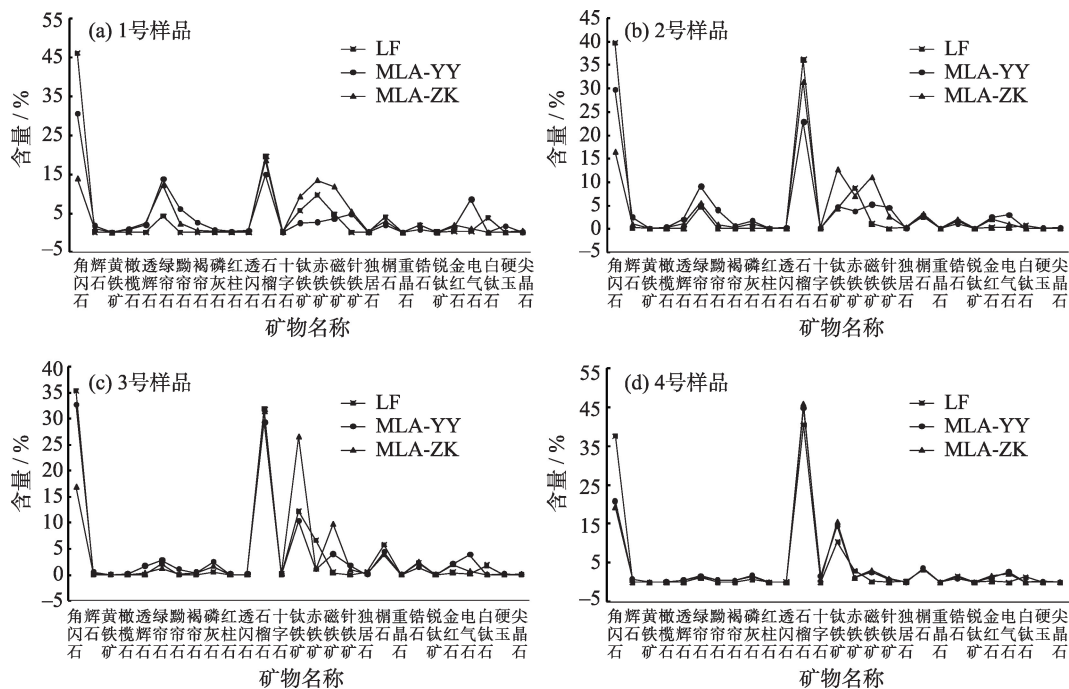 (a) 1号样品
LF
MLA-YY
MLA-ZK
含量 / %
55
45
35
25
15
5
−5
角闪石 辉石 黄铁矿 橄榄石 透辉石 绿帘石 黝帘石 褐帘石 磷灰石 红柱石 透闪石 石榴石 十字石 钛铁矿 赤铁矿 磁铁矿 针铁矿 独居石 榍石 重晶石 锆石 锐钛矿 金红石 电气石 白钛石 硬玉 尖晶石
矿物名称
(b) 2号样品
LF
MLA-YY
MLA-ZK
含量 / %
45
40
35
30
25
20
15
10
5
0
−5
角闪石 辉石 黄铁矿 橄榄石 透辉石 绿帘石 黝帘石 褐帘石 磷灰石 红柱石 透闪石 石榴石 十字石 钛铁矿 赤铁矿 磁铁矿 针铁矿 独居石 榍石 重晶石 锆石 锐钛矿 金红石 电气石 白钛石 硬玉 尖晶石
矿物名称
(c) 3号样品
LF
MLA-YY
MLA-ZK
含量 / %
40
35
30
25
20
15
10
5
0
−5
角闪石 辉石 黄铁矿 橄榄石 透辉石 绿帘石 黝帘石 褐帘石 磷灰石 红柱石 透闪石 石榴石 十字石 钛铁矿 赤铁矿 磁铁矿 针铁矿 独居石 榍石 重晶石 锆石 锐钛矿 金红石 电气石 白钛石 硬玉 尖晶石
矿物名称
(d) 4号样品
LF
MLA-YY
MLA-ZK
含量 / %
55
45
35
25
15
5
−5
角闪石 辉石 黄铁矿 橄榄石 透辉石 绿帘石 黝帘石 褐帘石 磷灰石 红柱石 透闪石 石榴石 十字石 钛铁矿 赤铁矿 磁铁矿 针铁矿 独居石 榍石 重晶石 锆石 锐钛矿 金红石 电气石 白钛石 硬玉 尖晶石
矿物名称